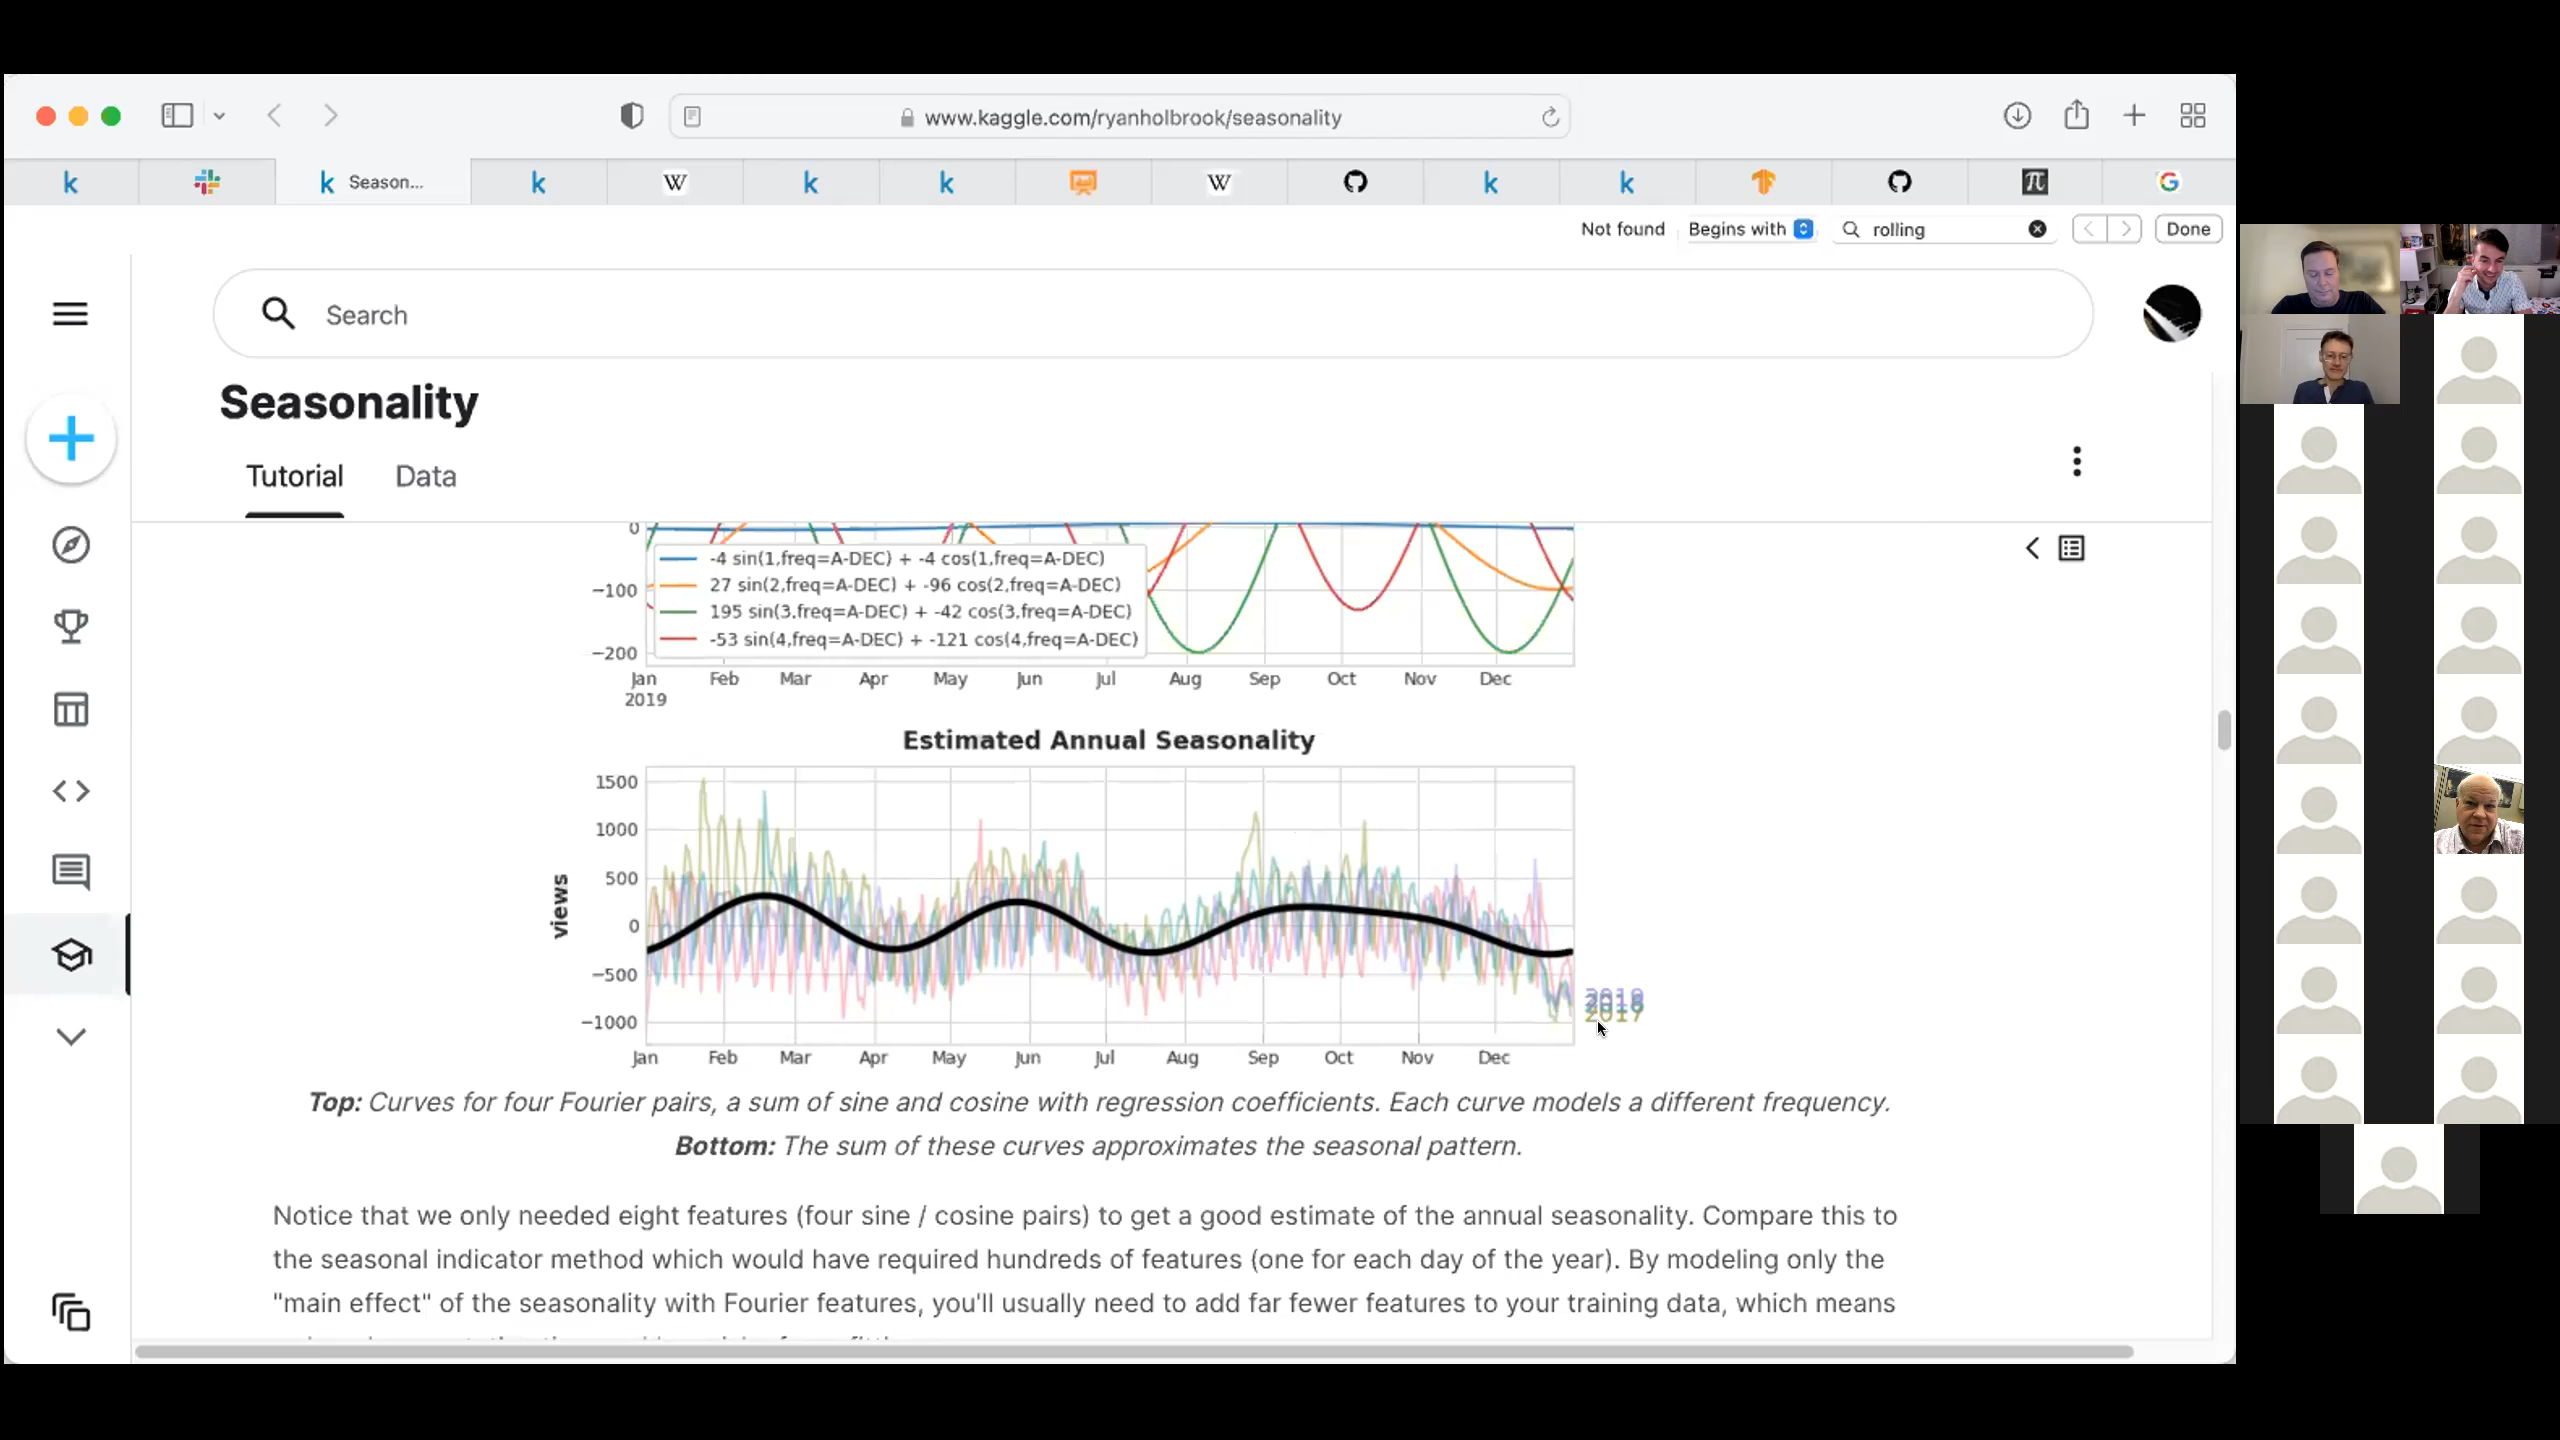 www.kaggle.com/ryanholbrook/seasonality
k
k Season...
k
W
k
k
W
k
k
π
G
Not found Begins with rolling Done
Search
Seasonality
Tutorial Data
0
-4 sin(1,freq=A-DEC) + -4 cos(1,freq=A-DEC)
−100
27 sin(2,freq=A-DEC) + -96 cos(2,freq=A-DEC)
195 sin(3,freq=A-DEC) + -42 cos(3,freq=A-DEC)
-53 sin(4,freq=A-DEC) + -121 cos(4,freq=A-DEC)
−200
Jan Feb Mar Apr May Jun Jul Aug Sep Oct Nov Dec
2019
Estimated Annual Seasonality
1500
1000
500
views
0
−500
−1000
2017
Jan Feb Mar Apr May Jun Jul Aug Sep Oct Nov Dec
Top: Curves for four Fourier pairs, a sum of sine and cosine with regression coefficients. Each curve models a different frequency.
Bottom: The sum of these curves approximates the seasonal pattern.
Notice that we only needed eight features (four sine / cosine pairs) to get a good estimate of the annual seasonality. Compare this to
the seasonal indicator method which would have required hundreds of features (one for each day of the year). By modeling only the
"main effect" of the seasonality with Fourier features, you'll usually need to add far fewer features to your training data, which means